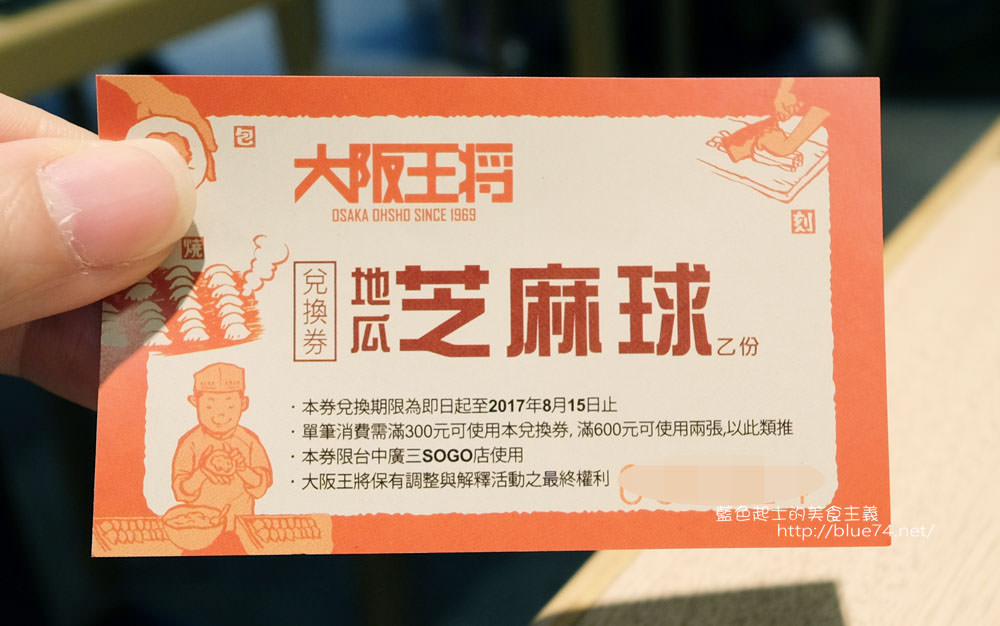 包
大阪王将
OSAKA OHSHO SINCE 1969
刻
燒
兌換券
地瓜芝麻球乙份
・本券兌換期限為即日起至2017年8月15日止
・單筆消費需滿300元可使用本兌換券, 滿600元可使用兩張,以此類推
・本券限台中廣三SOGO店使用
・大阪王將保有調整與解釋活動之最終權利
藍色起士的美食主義
http://blue74.net/